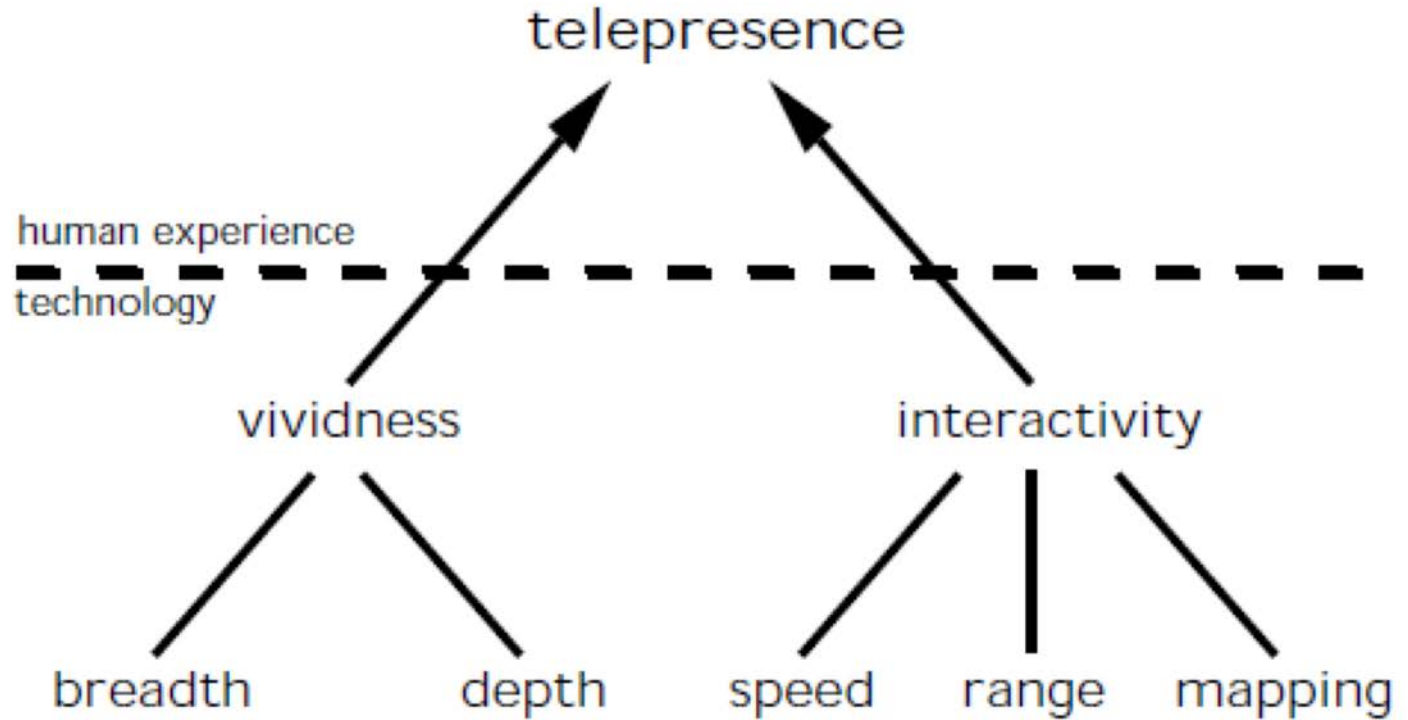 telepresence
human experience
technology
vividness
interactivity
breadth
depth
speed
range
mapping